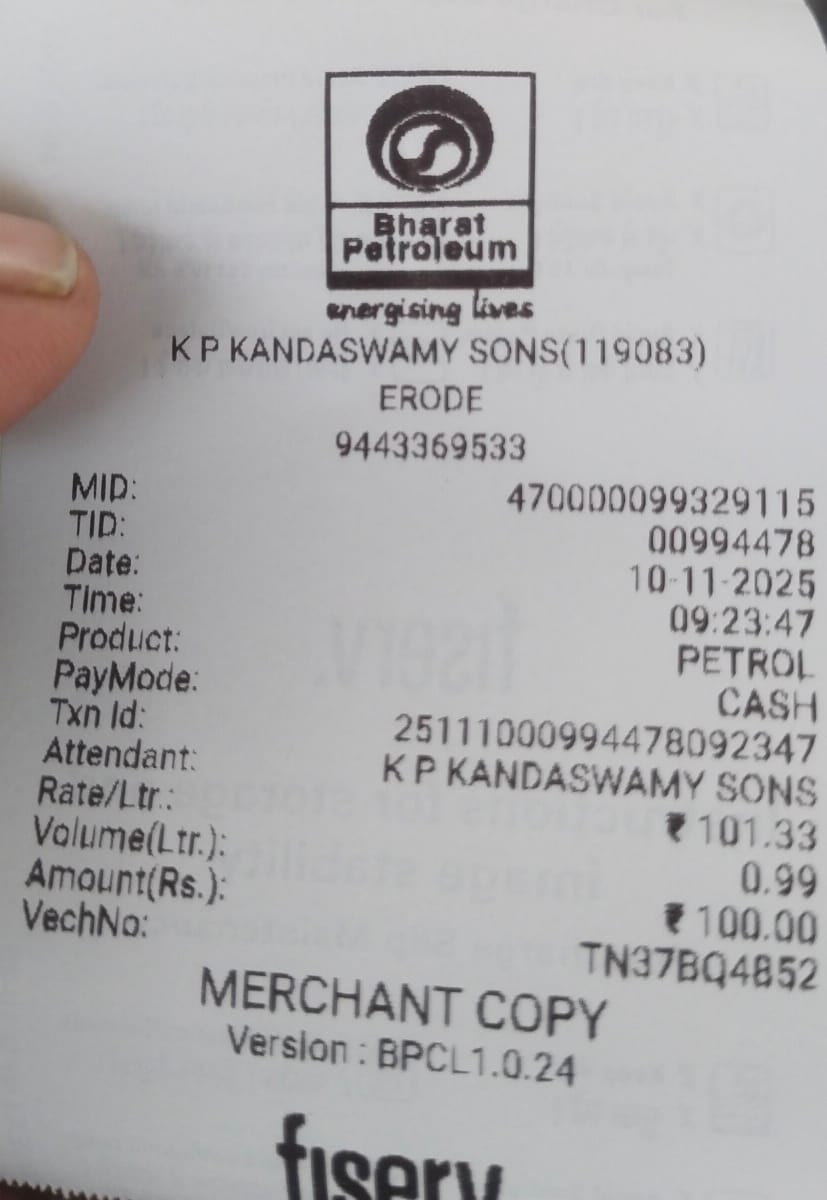 Bharat
Petroleum
energising lives
K P KANDASWAMY SONS(119083)
ERODE
9443369533
MID: 470000099329115
TID: 00994478
Date: 10-11-2025
Time: 09:23:47
Product: PETROL
PayMode: CASH
Txn Id: 25111000994478092347
Attendant: K P KANDASWAMY SONS
Rate/Ltr.: ₹ 101.33
Volume(Ltr.): 0.99
Amount(Rs.): ₹ 100.00
VechNo: TN37BQ4852
MERCHANT COPY
Version : BPCL1.0.24
fiserv